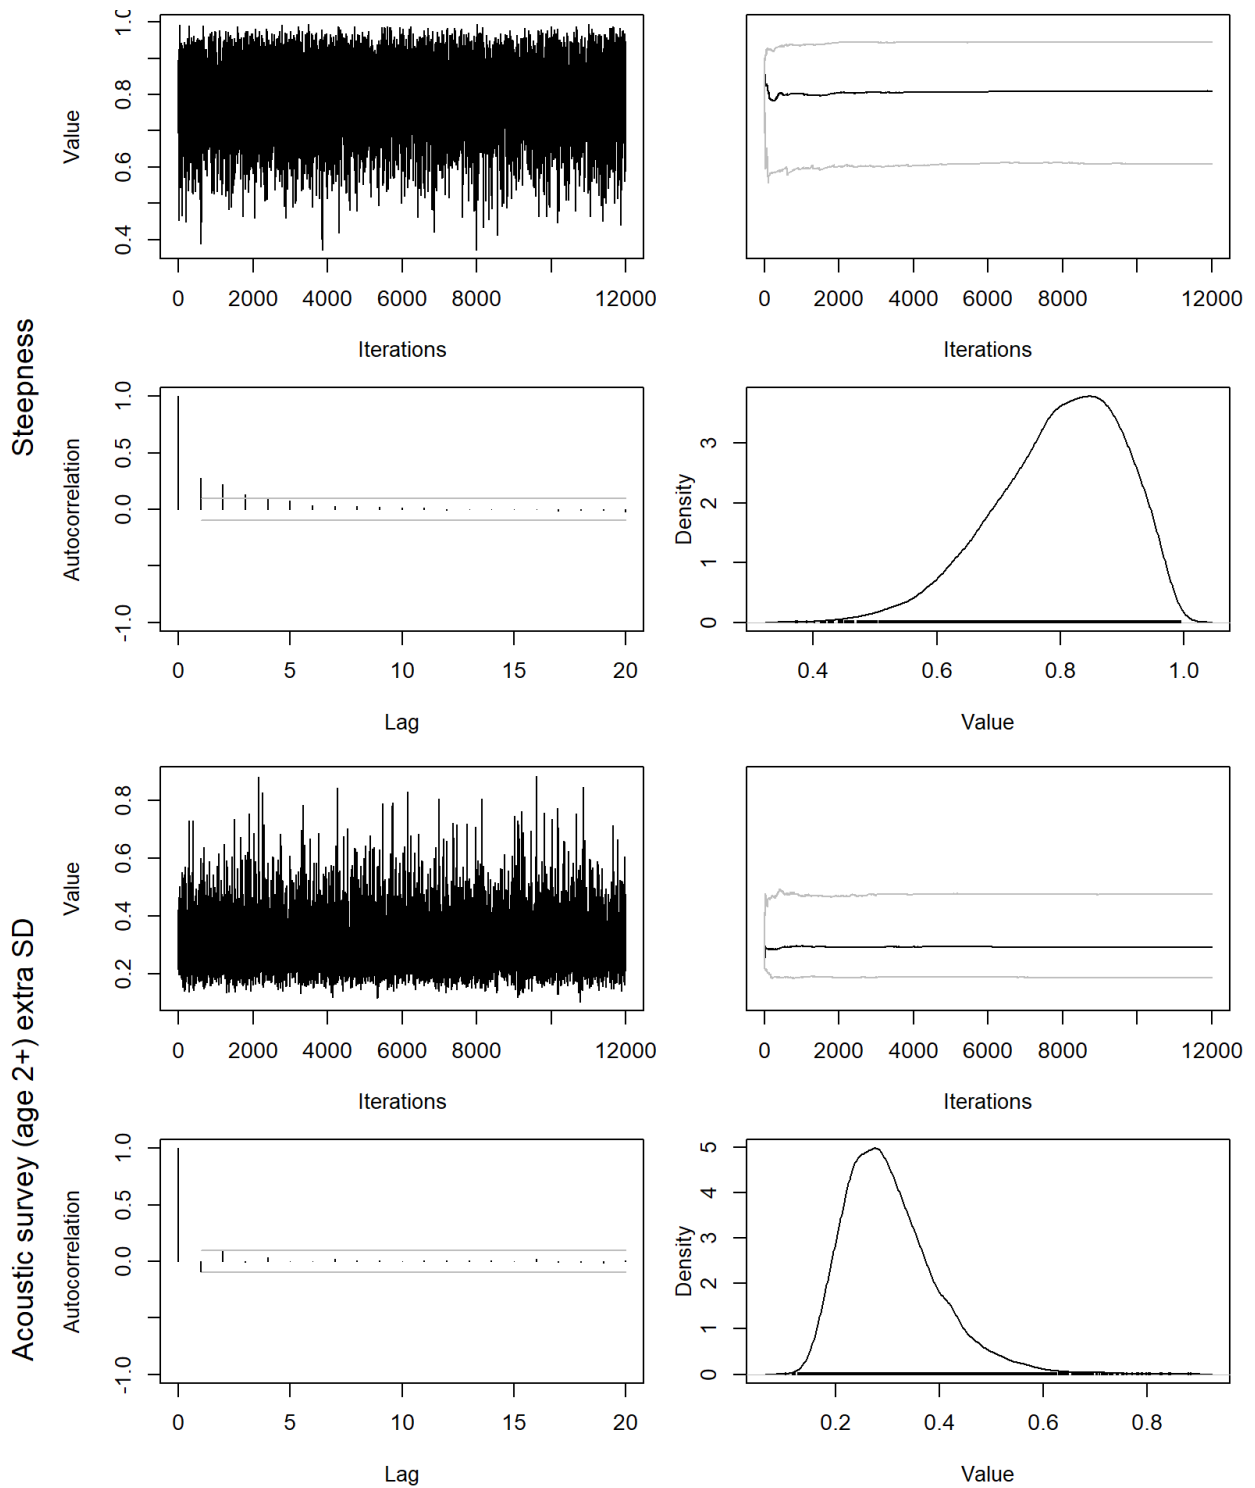 Steepness
Value
1.0
0.8
0.6
0.4
0 2000 4000 6000 8000 12000
Iterations
0 2000 4000 6000 8000 12000
Iterations
Autocorrelation
1.0
0.5
0.0
-1.0
0 5 10 15 20
Lag
Density
3
2
1
0
0.4 0.6 0.8 1.0
Value
Acoustic survey (age 2+) extra SD
Value
0.8
0.6
0.4
0.2
0 2000 4000 6000 8000 12000
Iterations
0 2000 4000 6000 8000 12000
Iterations
Autocorrelation
1.0
0.5
0.0
-1.0
0 5 10 15 20
Lag
Density
5
4
3
2
1
0
0.2 0.4 0.6 0.8
Value